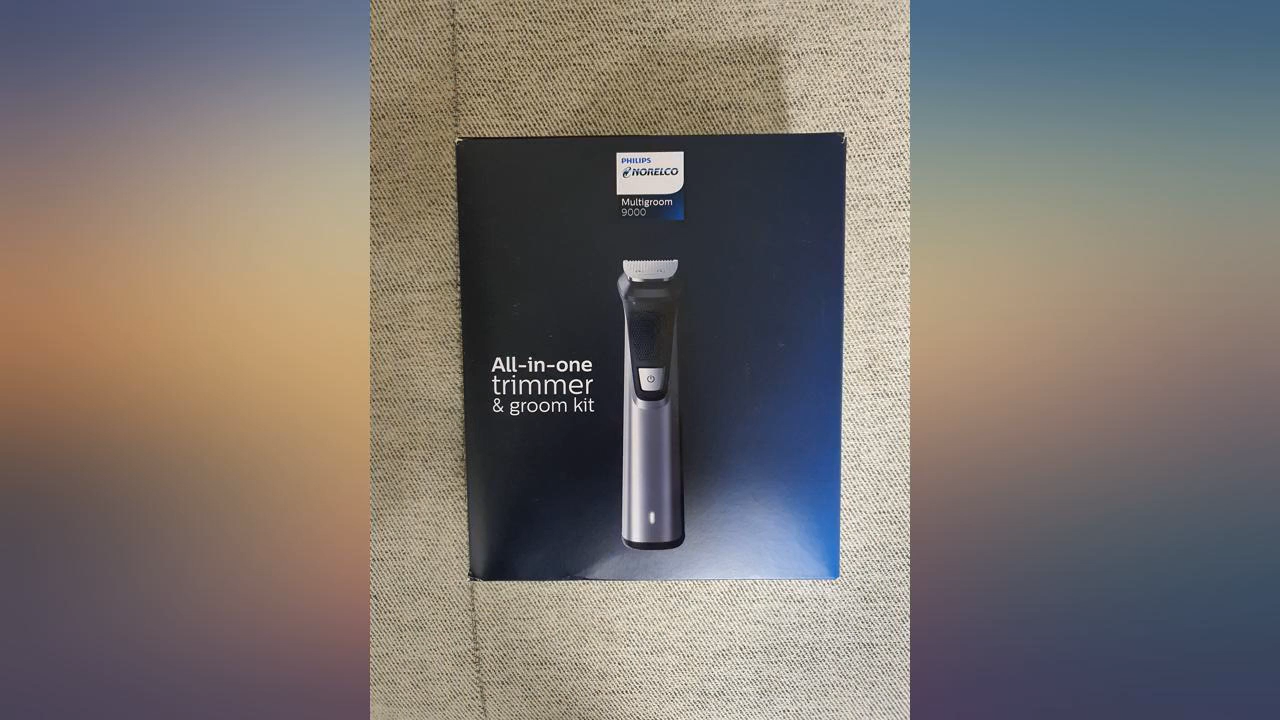 PHILIPS
NORELCO
Multigroom
9000
All-in-one
trimmer
& groom kit